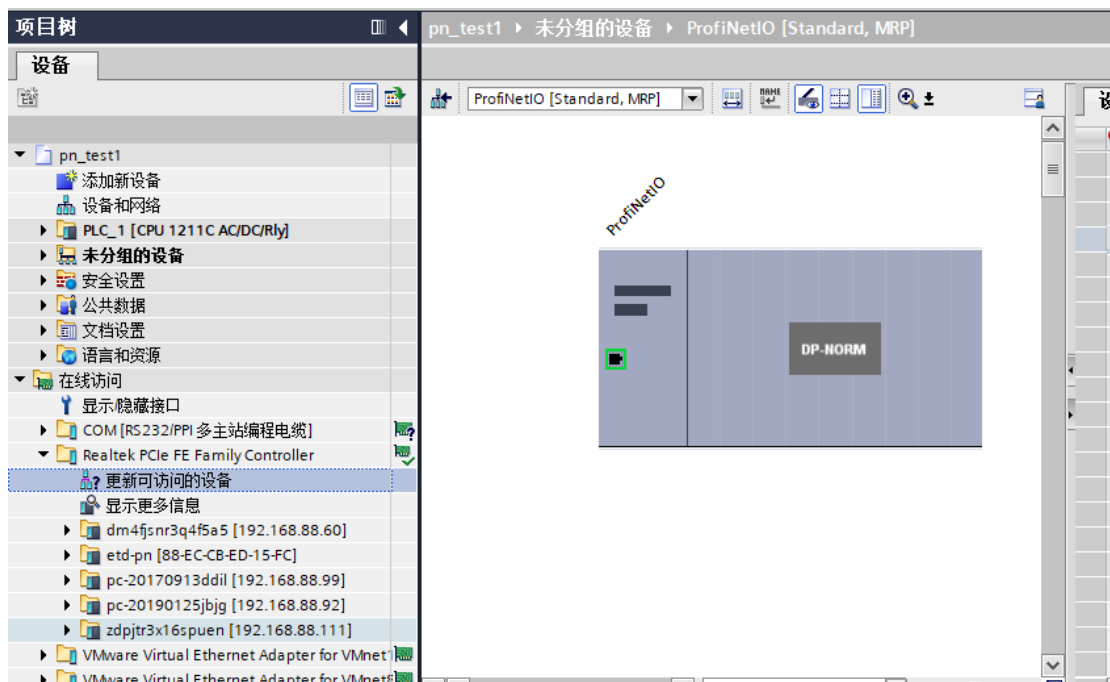 项目树
pn_test1 ▸ 未分组的设备 ▸ ProfiNetIO [Standard, MRP]
设备
ProfiNetIO [Standard, MRP]
NAME
pn_test1
添加新设备
设备和网络
PLC_1 [CPU 1211C AC/DC/Rly]
未分组的设备
安全设置
公共数据
文档设置
语言和资源
在线访问
显示/隐藏接口
COM [RS232/PPI 多主站编程电缆]
Realtek PCIe FE Family Controller
更新可访问的设备
显示更多信息
dm4fjsnr3q4f5a5 [192.168.88.60]
etd-pn [88-EC-CB-ED-15-FC]
pc-20170913ddil [192.168.88.99]
pc-20190125jbjg [192.168.88.92]
zdpjtr3x16spuen [192.168.88.111]
VMware Virtual Ethernet Adapter for VMnet1
VMware Virtual Ethernet Adapter for VMnet8
ProfiNetIO
DP-NORM